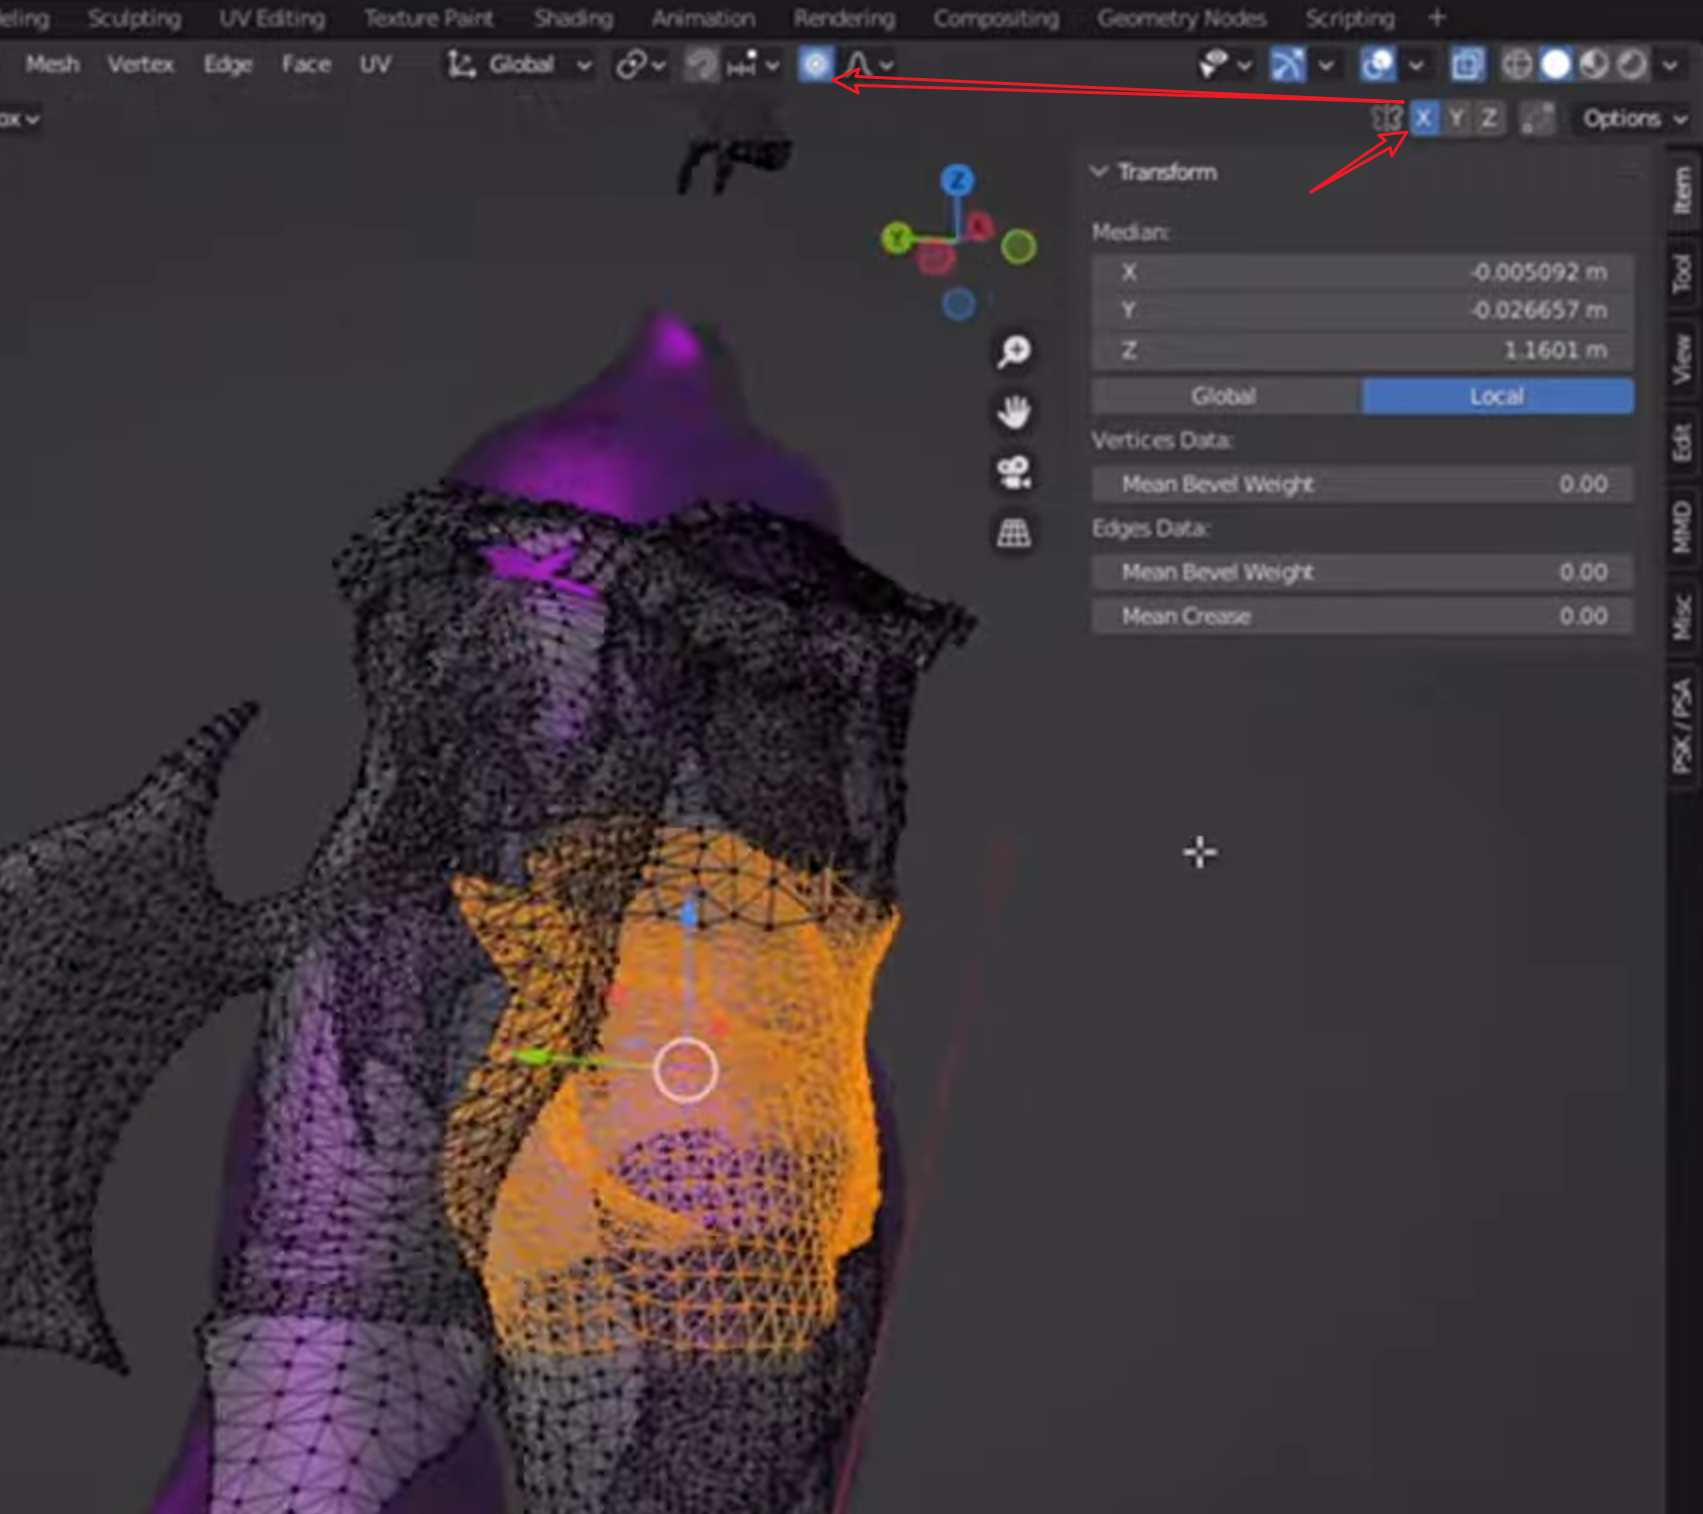 eling Sculpting UV Editing Texture Paint Shading Animation Rendering Compositing Geometry Nodes Scripting +
Mesh Vertex Edge Face UV Global
ox X Y Z Options
Transform
Median:
X -0.005092 m
Y -0.026657 m
Z 1.1601 m
Global Local
Vertices Data:
Mean Bevel Weight 0.00
Edges Data:
Mean Bevel Weight 0.00
Mean Crease 0.00
Z
Y
X
Item
Tool
View
Edit
MMD
Misc
PSK / PSA